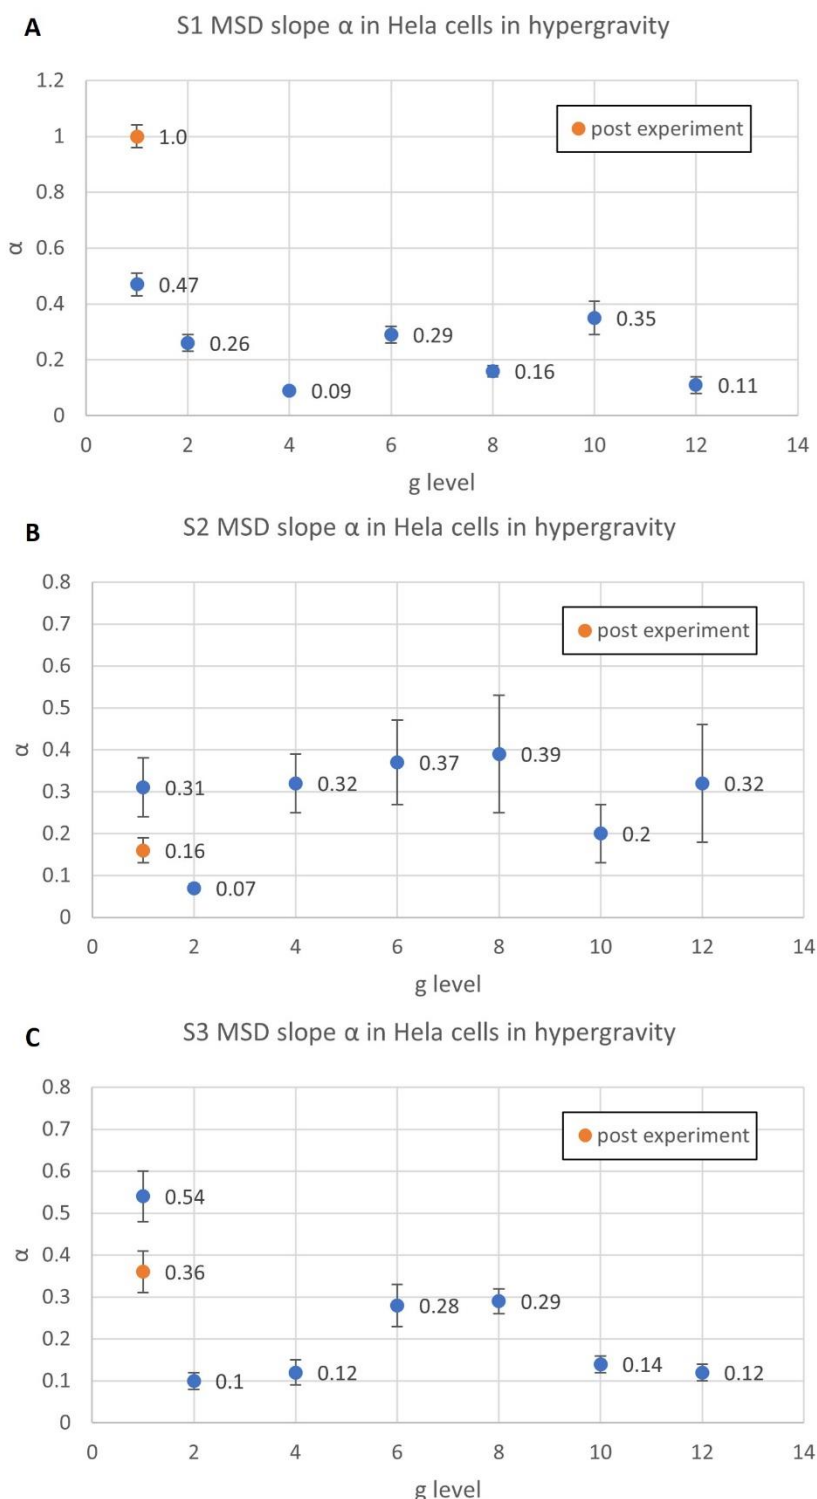 A
S1 MSD slope α in Hela cells in hypergravity
1.2
1
0.8
0.6
0.4
0.2
0
α
post experiment
1.0
0.47
0.26
0.09
0.29
0.16
0.35
0.11
0 2 4 6 8 10 12 14
g level
B
S2 MSD slope α in Hela cells in hypergravity
0.8
0.7
0.6
0.5
0.4
0.3
0.2
0.1
0
α
post experiment
0.31
0.16
0.07
0.32
0.37
0.39
0.2
0.32
0 2 4 6 8 10 12 14
g level
C
S3 MSD slope α in Hela cells in hypergravity
0.8
0.7
0.6
0.5
0.4
0.3
0.2
0.1
0
α
post experiment
0.54
0.36
0.1
0.12
0.28
0.29
0.14
0.12
0 2 4 6 8 10 12 14
g level